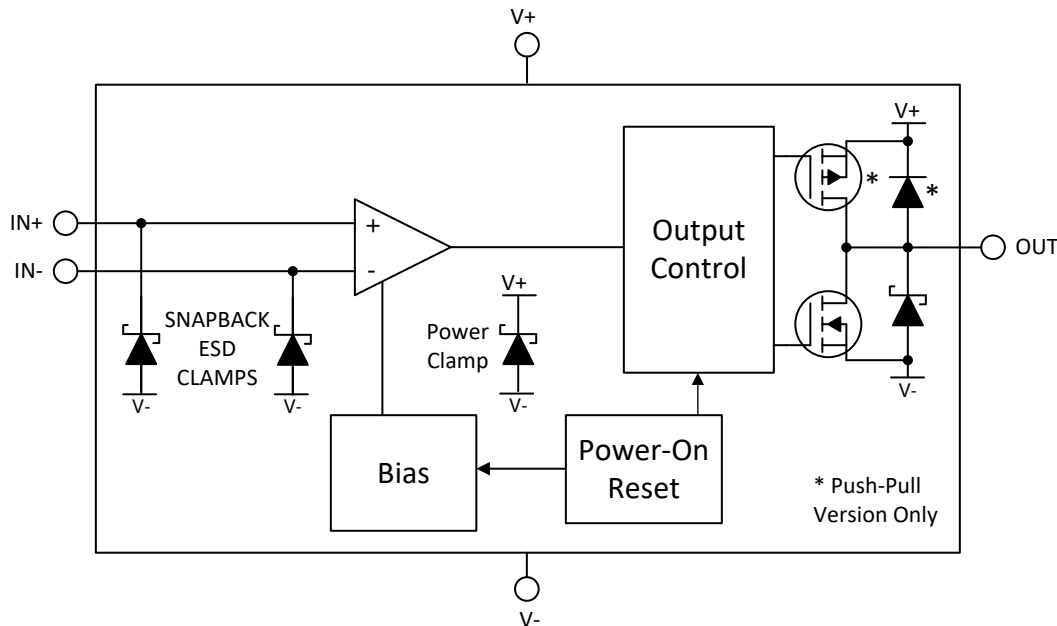 V+
V+
*
*
IN+
+
Output
Control
OUT
IN-
-
V+
SNAPBACK
ESD
CLAMPS
Power
Clamp
V-
V-
V-
V-
Bias
Power-On
Reset
* Push-Pull
Version Only
V-